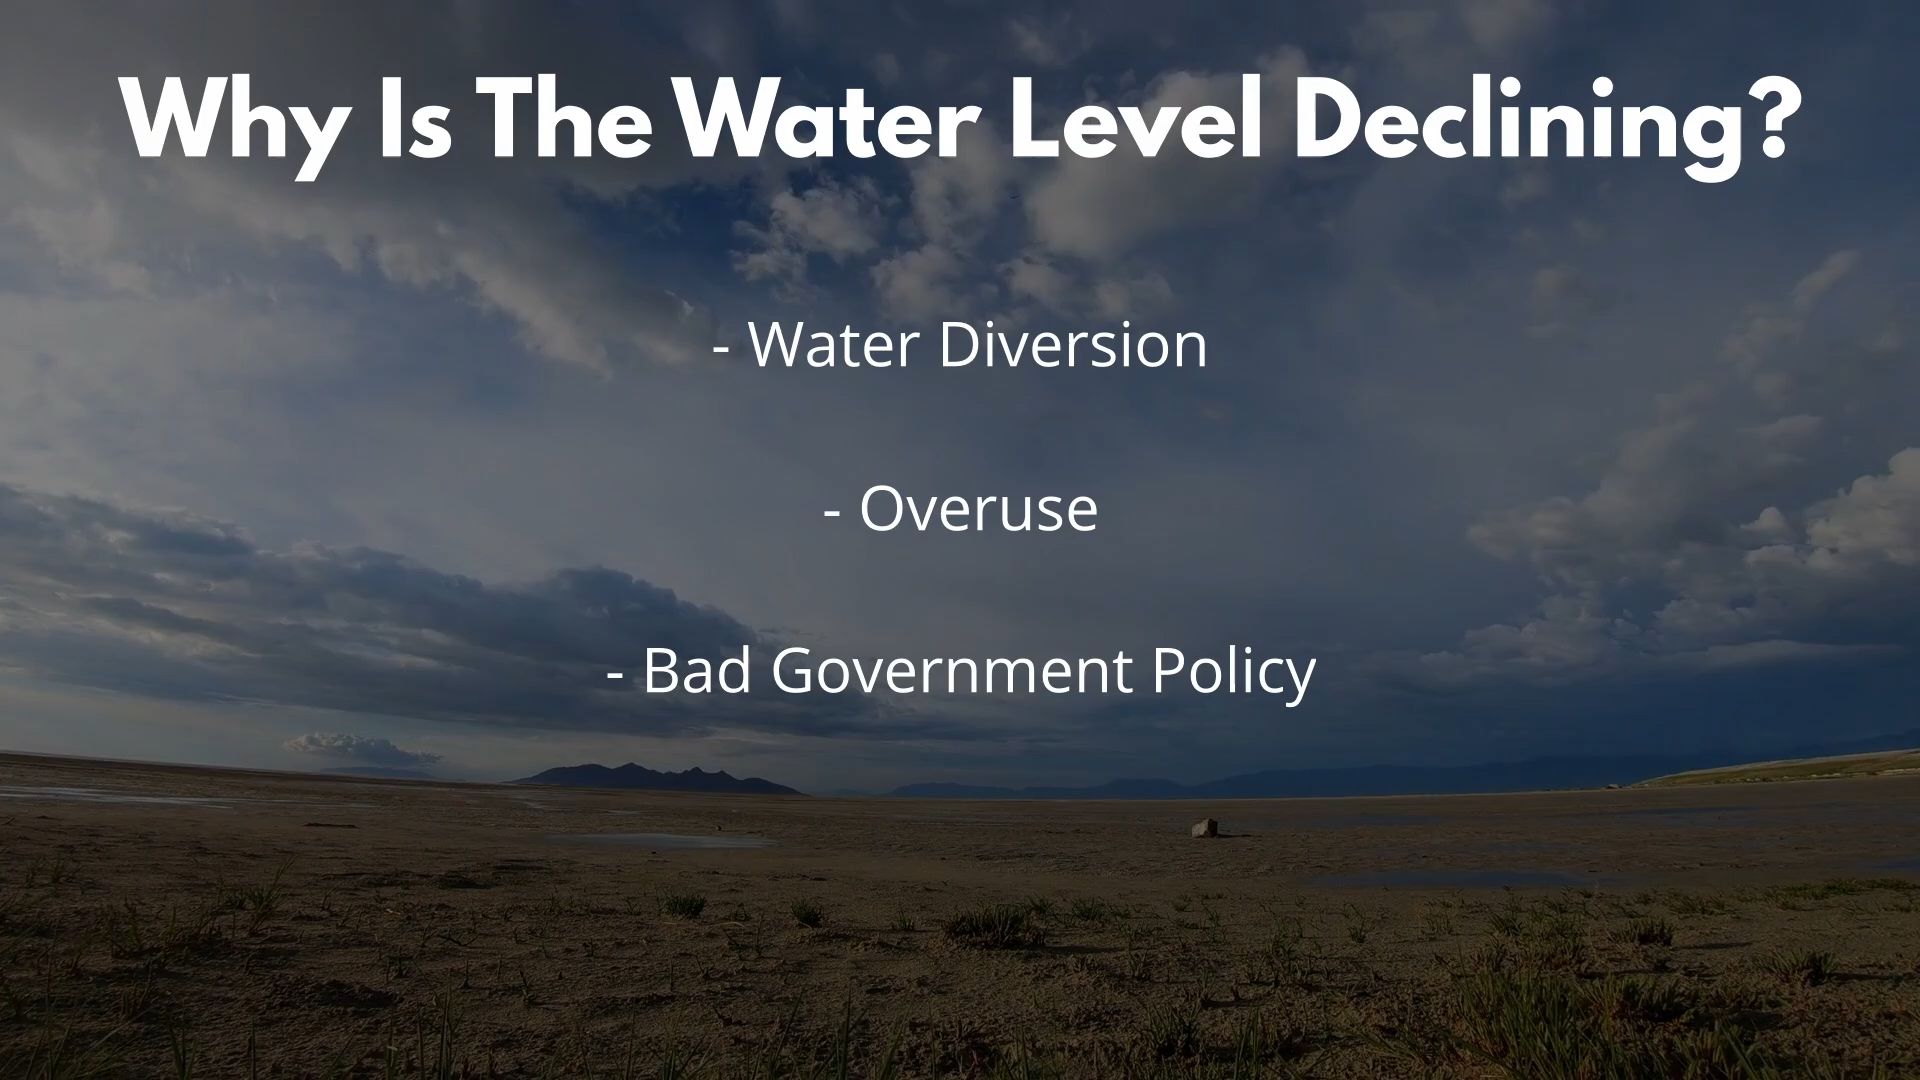 Why Is The Water Level Declining?
- Water Diversion
- Overuse
- Bad Government Policy